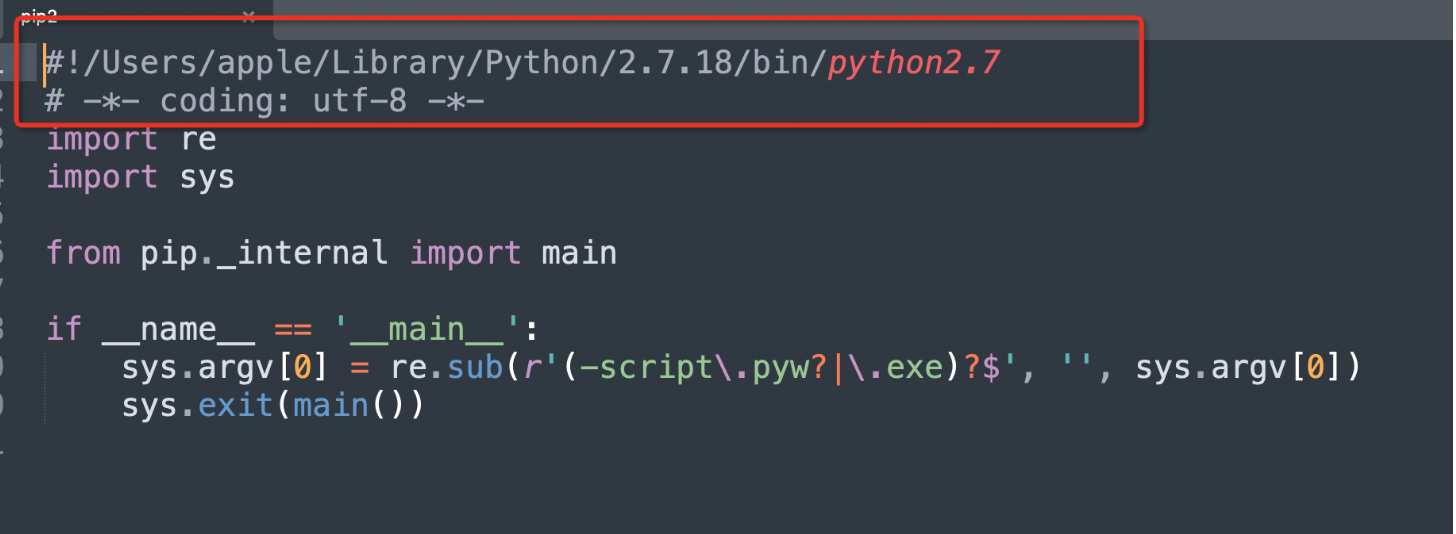 pip2 ×
#!/Users/apple/Library/Python/2.7.18/bin/python2.7
# -*- coding: utf-8 -*-
import re
import sys
from pip._internal import main
if __name__ == '__main__':
    sys.argv[0] = re.sub(r'(-script\.pyw?|\.exe)?$', '', sys.argv[0])
    sys.exit(main())